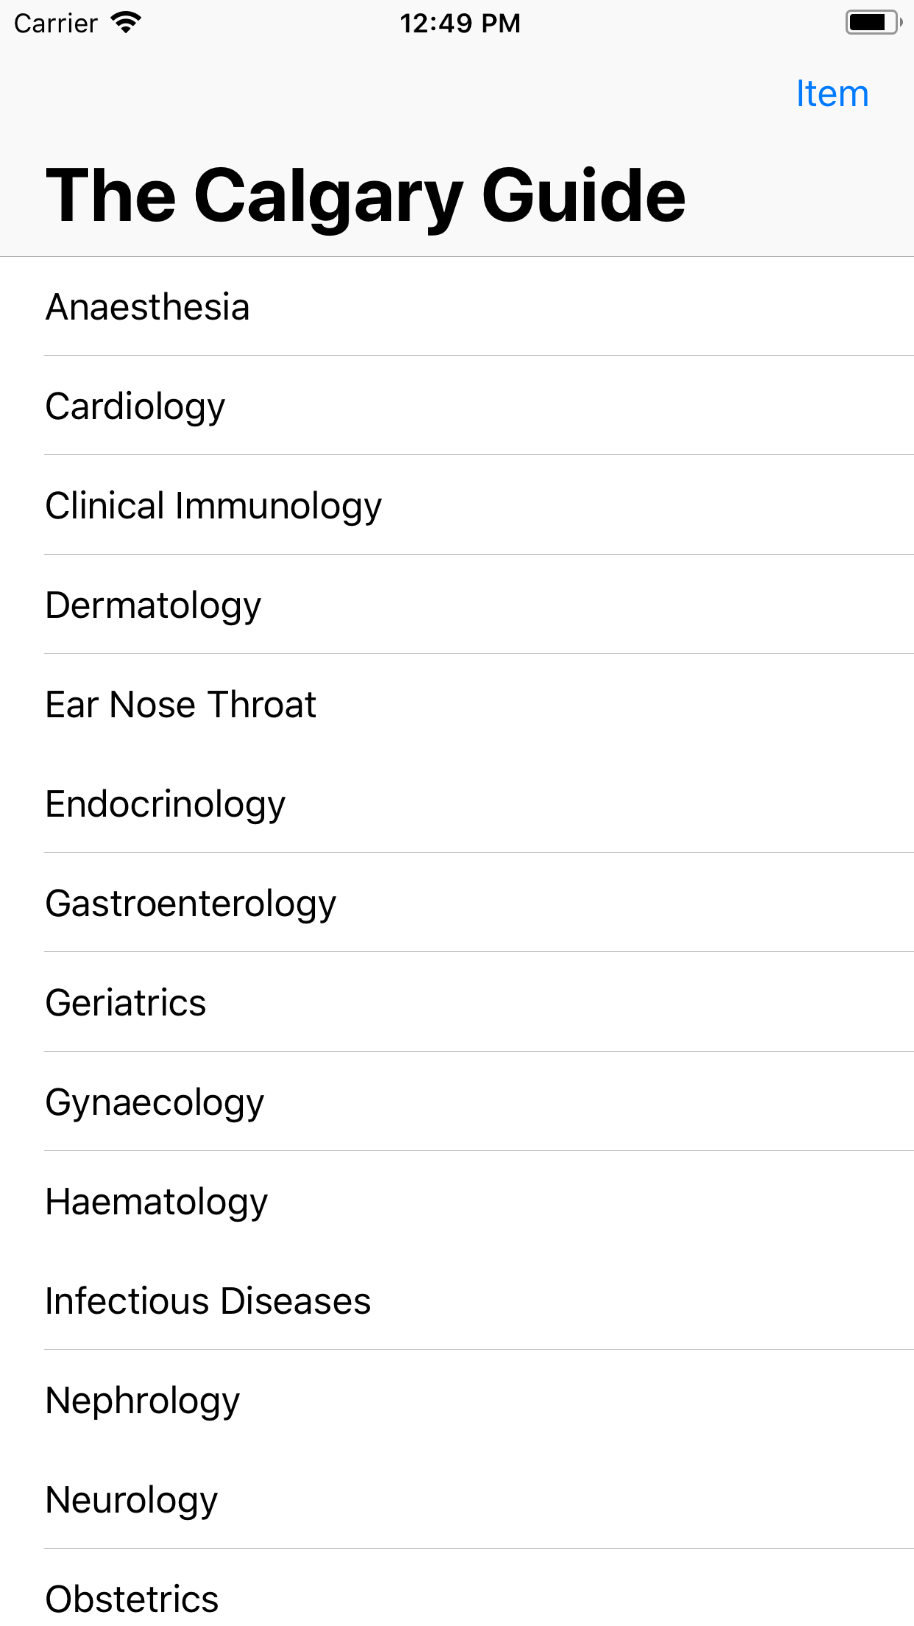 Carrier 12:49 PM
Item
The Calgary Guide
Anaesthesia
Cardiology
Clinical Immunology
Dermatology
Ear Nose Throat
Endocrinology
Gastroenterology
Geriatrics
Gynaecology
Haematology
Infectious Diseases
Nephrology
Neurology
Obstetrics